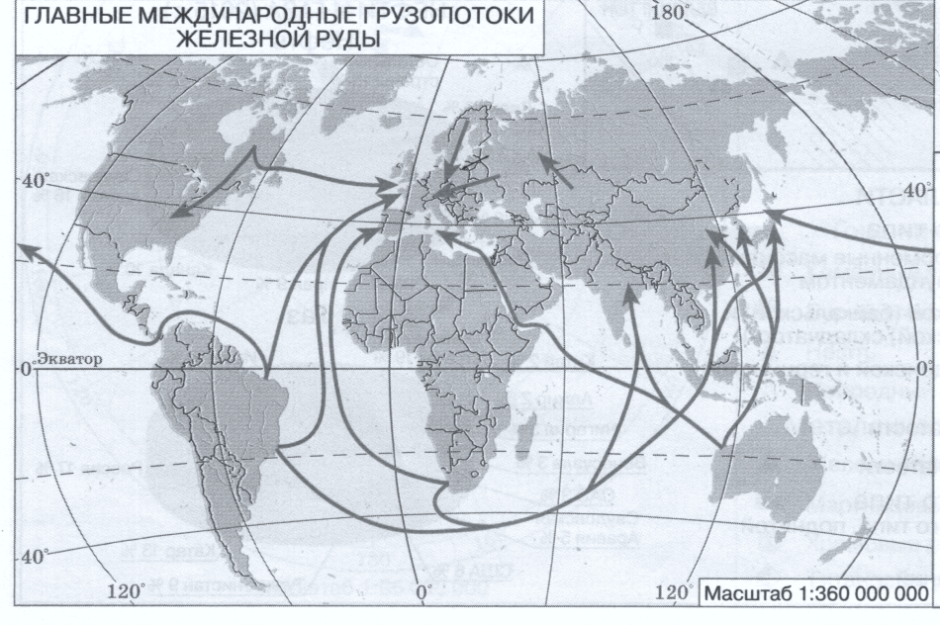 ГЛАВНЫЕ МЕЖДУНАРОДНЫЕ ГРУЗОПОТОКИ
ЖЕЛЕЗНОЙ РУДЫ
180°
40°
40°
Экватор
0°
0°
40°
120°
0°
120°
Масштаб 1:360 000 000